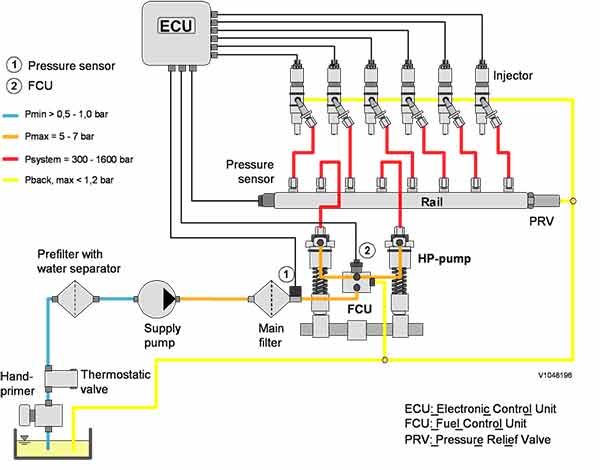 ECU
1 Pressure sensor
2 FCU
Pmin > 0,5 - 1,0 bar
Pmax = 5 - 7 bar
Psystem = 300 - 1600 bar
Pback, max < 1,2 bar
Injector
Pressure
sensor
Rail
PRV
Prefilter with
water separator
1
2
HP-pump
FCU
Supply
pump
Main
filter
Thermostatic
valve
Hand-
primer
V1048196
ECU: Electronic Control Unit
FCU: Fuel Control Unit
PRV: Pressure Relief Valve